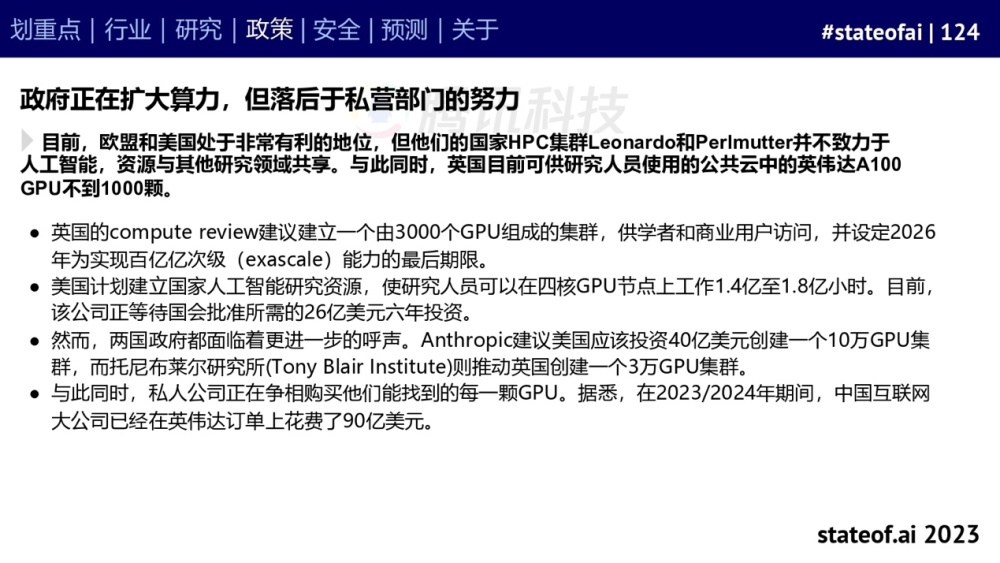 划重点 | 行业 | 研究 | 政策 | 安全 | 预测 | 关于
#stateofai | 124
政府正在扩大算力，但落后于私营部门的努力
腾讯科技
目前，欧盟和美国处于非常有利的地位，但他们的国家HPC集群Leonardo和Perlmutter并不致力于
人工智能，资源与其他研究领域共享。与此同时，英国目前可供研究人员使用的公共云中的英伟达A100
GPU不到1000颗。
● 英国的compute review建议建立一个由3000个GPU组成的集群，供学者和商业用户访问，并设定2026
年为实现百亿亿次级（exascale）能力的最后期限。
● 美国计划建立国家人工智能研究资源，使研究人员可以在四核GPU节点上工作1.4亿至1.8亿小时。目前，
该公司正等待国会批准所需的26亿美元六年投资。
● 然而，两国政府都面临着更进一步的呼声。Anthropic建议美国应该投资40亿美元创建一个10万GPU集
群，而托尼布莱尔研究所(Tony Blair Institute)则推动英国创建一个3万GPU集群。
● 与此同时，私人公司正在争相购买他们能找到的每一颗GPU。据悉，在2023/2024年期间，中国互联网
大公司已经在英伟达订单上花费了90亿美元。
stateof.ai 2023